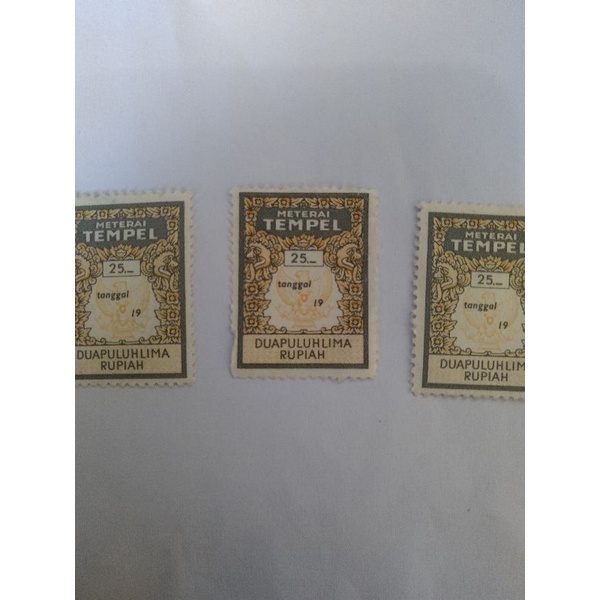 METERAI
TEMPEL
25.—
tanggal
19
DUAPULUHLIMA
RUPIAH
METERAI
TEMPEL
25.—
tanggal
19
DUAPULUHLIMA
RUPIAH
METERAI
TEMPEL
25.—
tanggal
19
DUAPULUHLIM
RUPIAH